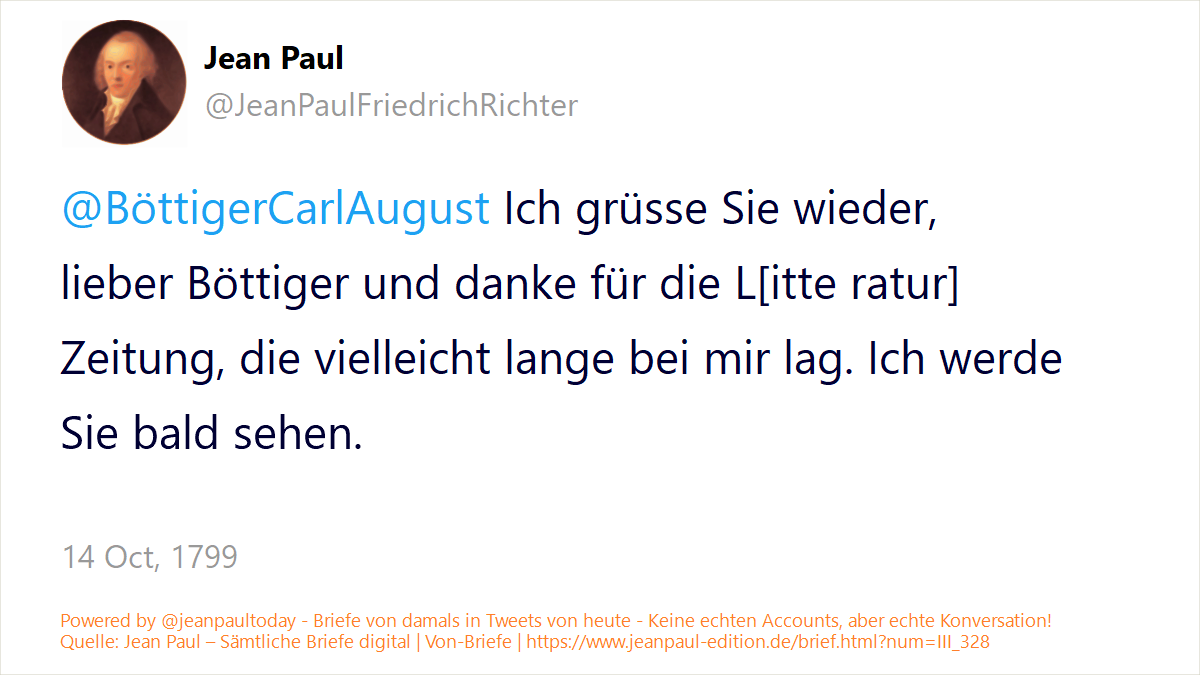 Jean Paul
@JeanPaulFriedrichRichter
@BöttigerCarlAugust Ich grüsse Sie wieder,
lieber Böttiger und danke für die L[itte ratur]
Zeitung, die vielleicht lange bei mir lag. Ich werde
Sie bald sehen.
14 Oct, 1799
Powered by @jeanpaultoday - Briefe von damals in Tweets von heute - Keine echten Accounts, aber echte Konversation!
Quelle: Jean Paul – Sämtliche Briefe digital | Von-Briefe | https://www.jeanpaul-edition.de/brief.html?num=III_328